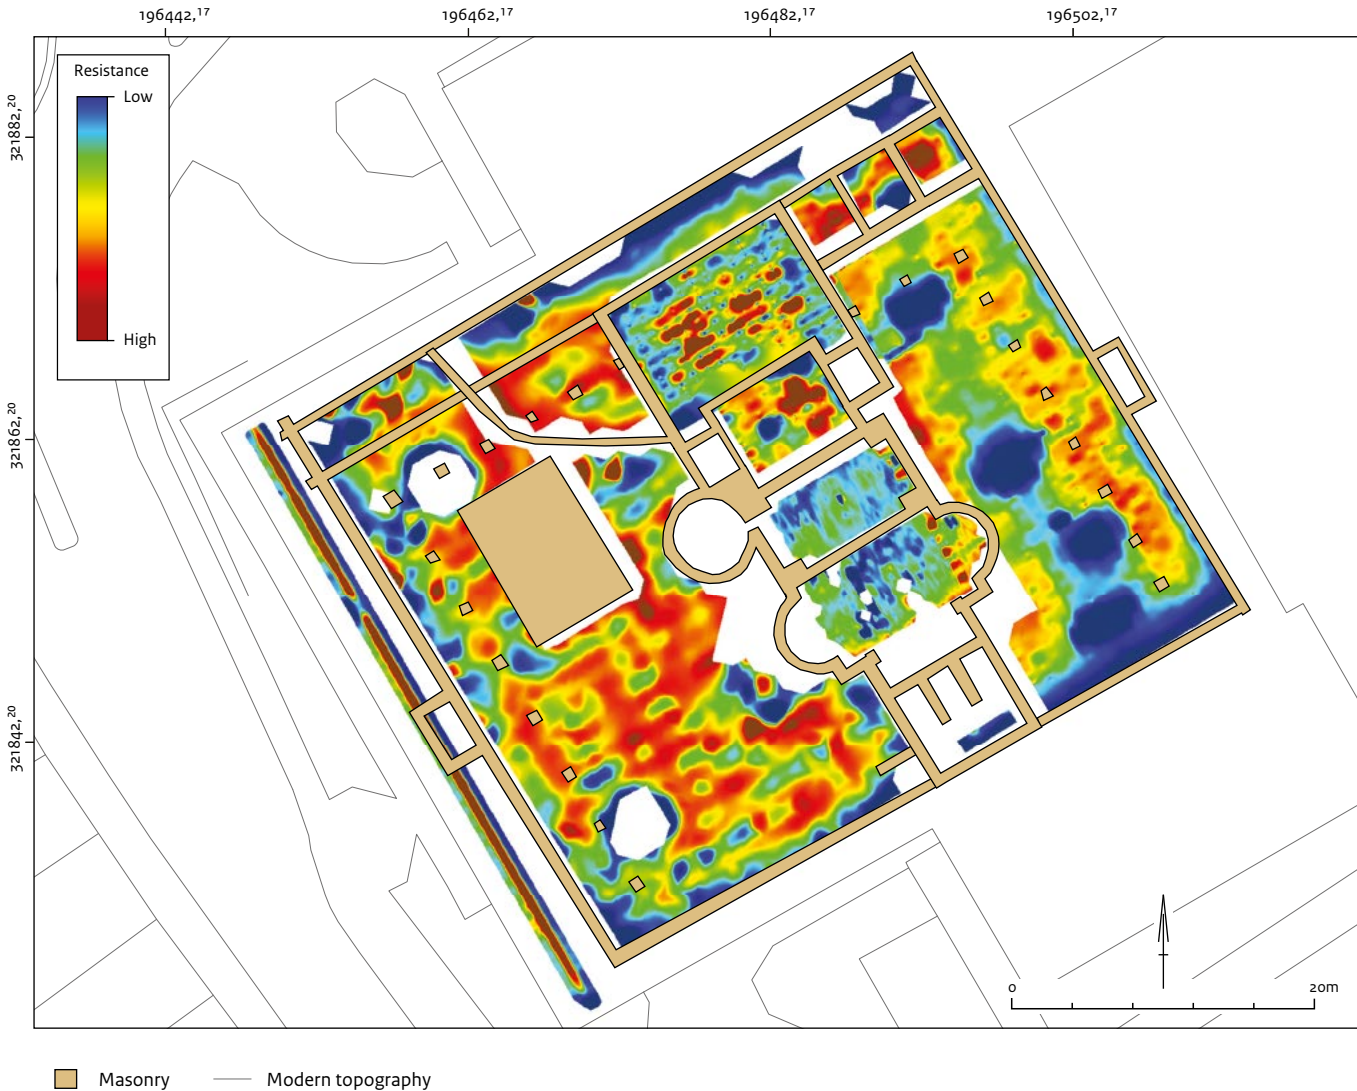 196442,¹⁷ 196462,¹⁷ 196482,¹⁷ 196502,¹⁷
Resistance
Low
High
321882,²⁰
321862,²⁰
321842,²⁰
0 20m
Masonry Modern topography